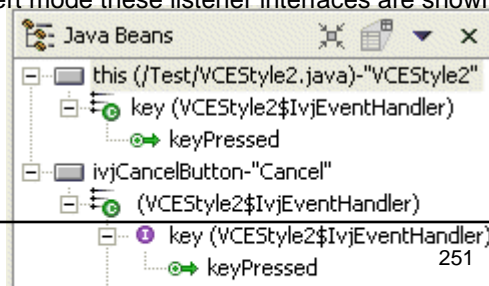 eft mode these listener interfaces are shown
Java Beans
this (/Test/VCEStyle2.java)-"VCEStyle2"
key (VCEStyle2$IvjEventHandler)
keyPressed
ivjCancelButton-"Cancel"
(VCEStyle2$IvjEventHandler)
key (VCEStyle2$IvjEventHandler)
251
keyPressed